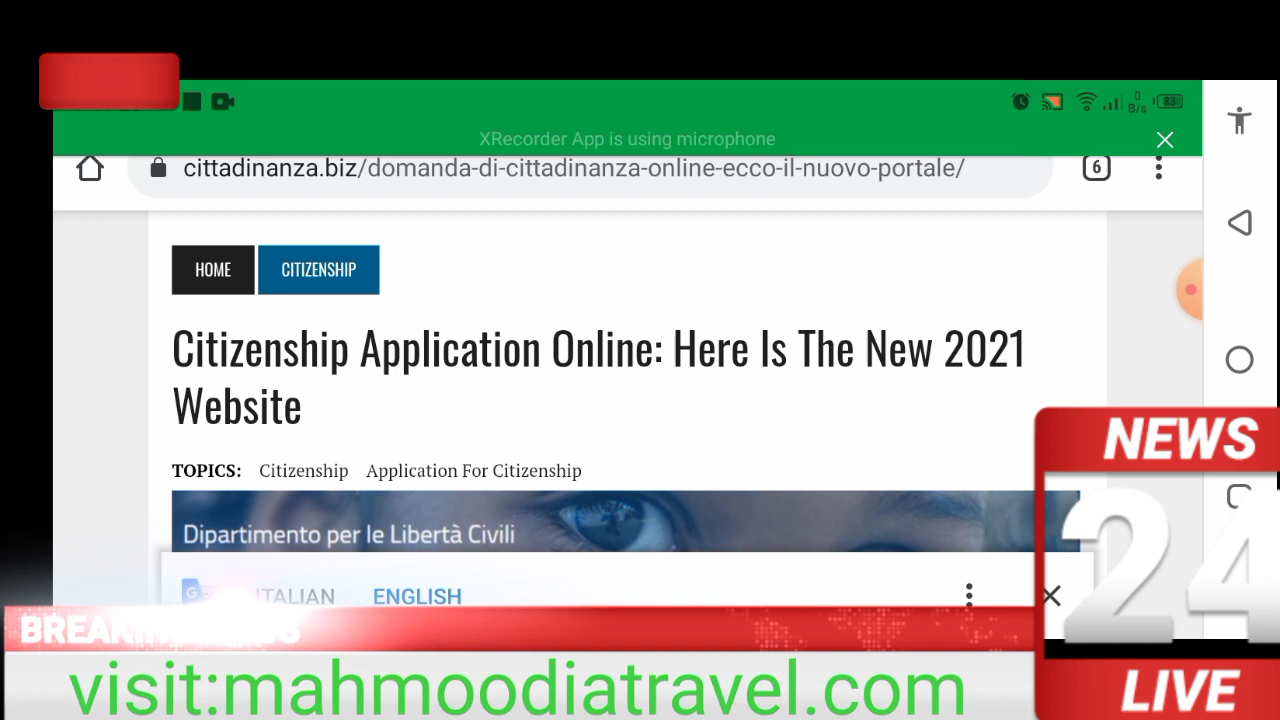 0
B/s
83
XRecorder App is using microphone
cittadinanza.biz/domanda-di-cittadinanza-online-ecco-il-nuovo-portale/
6
HOME
CITIZENSHIP
Citizenship Application Online: Here Is The New 2021
Website
TOPICS: Citizenship Application For Citizenship
Dipartimento per le Libertà Civili
ITALIAN
ENGLISH
NEWS
24
LIVE
visit:mahmoodiatravel.com